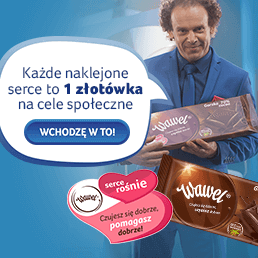 Każde naklejone
serce to 1 złotówka
na cele społeczne
WCHODZĘ W TO!
Wawel
serce
rośnie
Wawel
Czujesz się dobrze,
pomagasz
dobrze!
Wawel